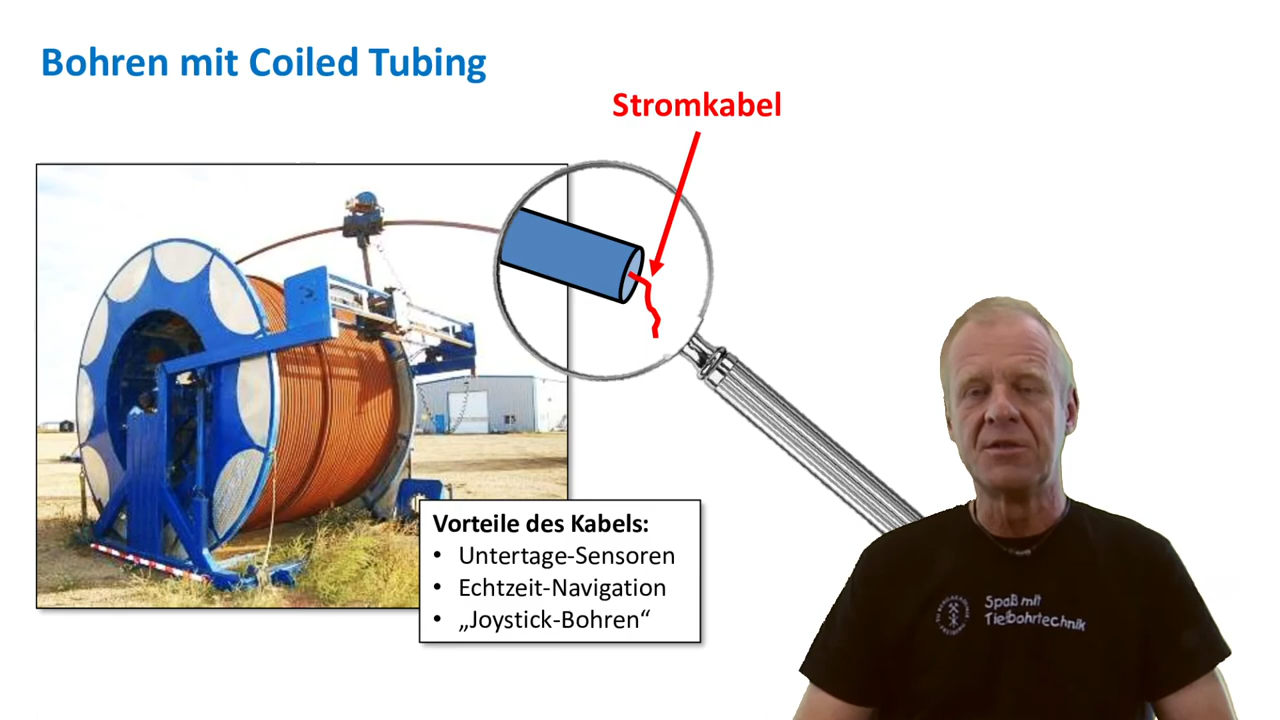 Bohren mit Coiled Tubing
Stromkabel
Vorteile des Kabels:
• Untertage-Sensoren
• Echtzeit-Navigation
• „Joystick-Bohren“
Spaß mit
Tiefbohrtechnik